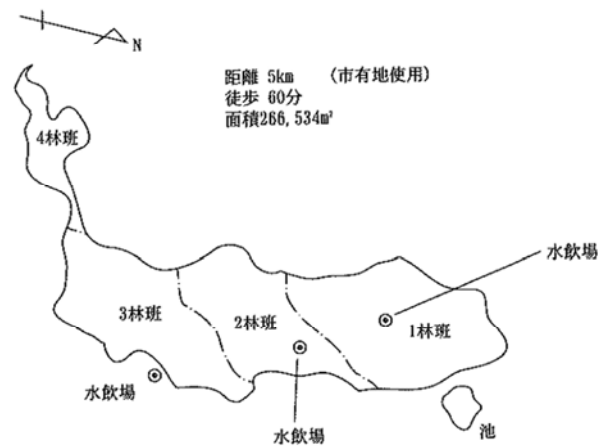 N
距離 5km (市有地使用)
徒歩 60分
面積266,534㎡
4林班
水飲場
3林班
2林班
1林班
水飲場
水飲場
池